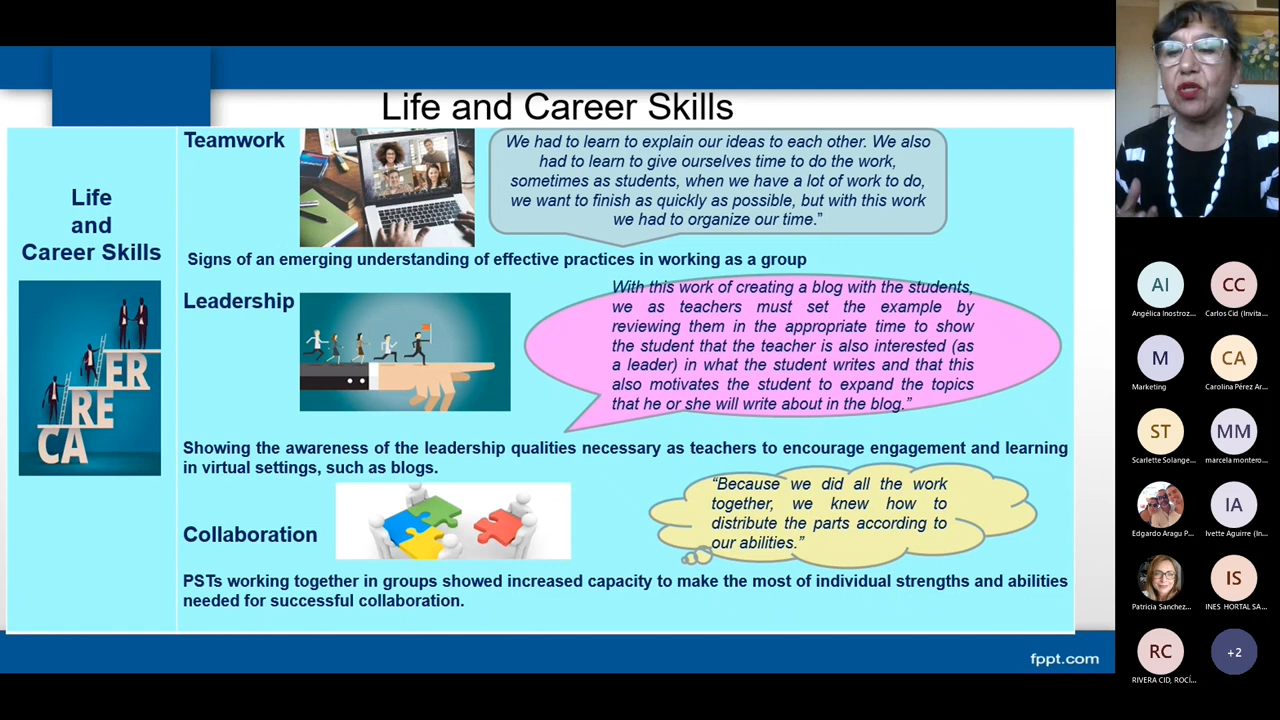 Life and Career Skills
Life
and
Career Skills
CA
RE
ER
Teamwork
We had to learn to explain our ideas to each other. We also
had to learn to give ourselves time to do the work,
sometimes as students, when we have a lot of work to do,
we want to finish as quickly as possible, but with this work
we had to organize our time.”
Signs of an emerging understanding of effective practices in working as a group
Leadership
With this work of creating a blog with the students,
we as teachers must set the example by
reviewing them in the appropriate time to show
the student that the teacher is also interested (as
a leader) in what the student writes and that this
also motivates the student to expand the topics
that he or she will write about in the blog.”
Showing the awareness of the leadership qualities necessary as teachers to encourage engagement and learning
in virtual settings, such as blogs.
Collaboration
“Because we did all the work
together, we knew how to
distribute the parts according to
our abilities.”
PSTs working together in groups showed increased capacity to make the most of individual strengths and abilities
needed for successful collaboration.
fppt.com
AI
Angélica Inostroz...
CC
Carlos Cid (Invita...
M
Marketing
CA
Carolina Pérez Ar...
ST
Scarlette Solange...
MM
marcela montero...
Edgardo Aragu P...
IA
Ivette Aguirre (In...
Patricia Sanchez...
IS
INES HORTAL SA...
RC
RIVERA CID, ROCÍ...
+2